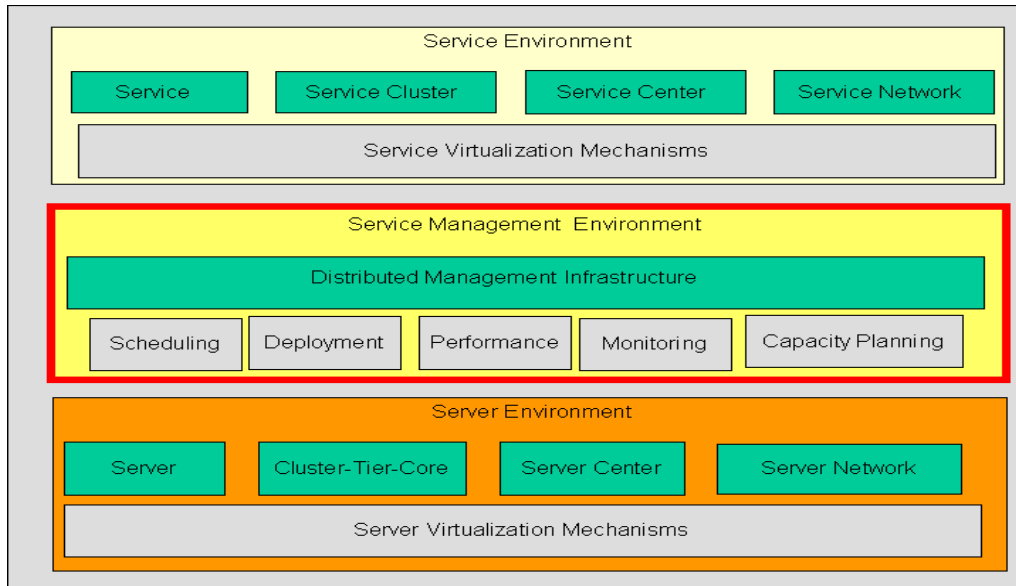 Service Environment
Service
Service Cluster
Service Center
Service Network
Service Virtualization Mechanisms
Service Management Environment
Distributed Management Infrastructure
Scheduling
Deployment
Performance
Monitoring
Capacity Planning
Server Environment
Server
Cluster-Tier-Core
Server Center
Server Network
Server Virtualization Mechanisms